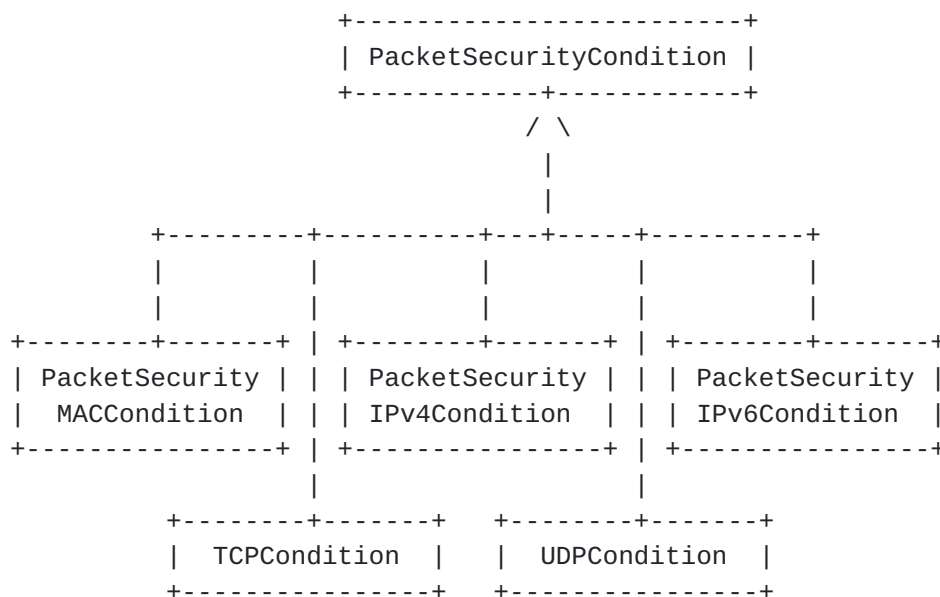 PacketSecurityCondition
PacketSecurity PacketSecurity PacketSecurity
MACCondition IPv4Condition IPv6Condition
TCPCondition UDPCondition